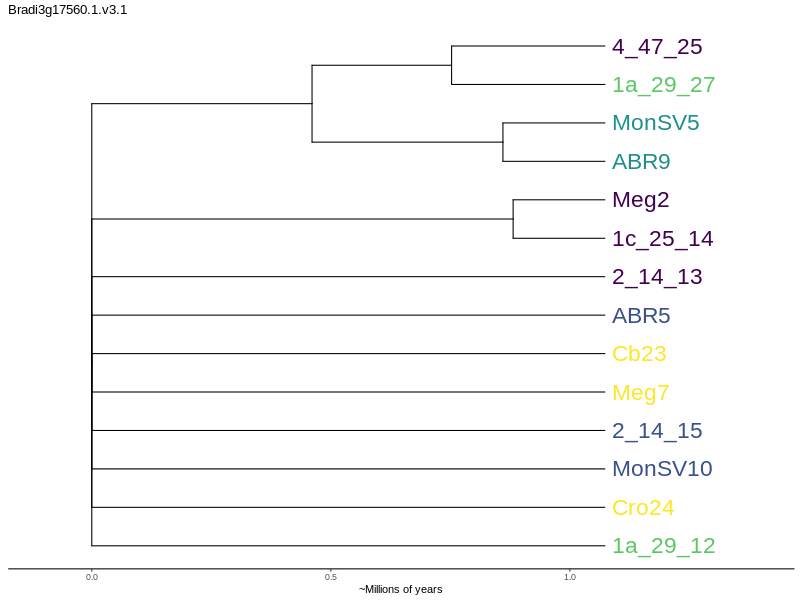 Bradi3g17560.1.v3.1
4_47_25
1a_29_27
MonSV5
ABR9
Meg2
1c_25_14
2_14_13
ABR5
Cb23
Meg7
2_14_15
MonSV10
Cro24
1a_29_12
0.0 0.5 1.0
~Millions of years